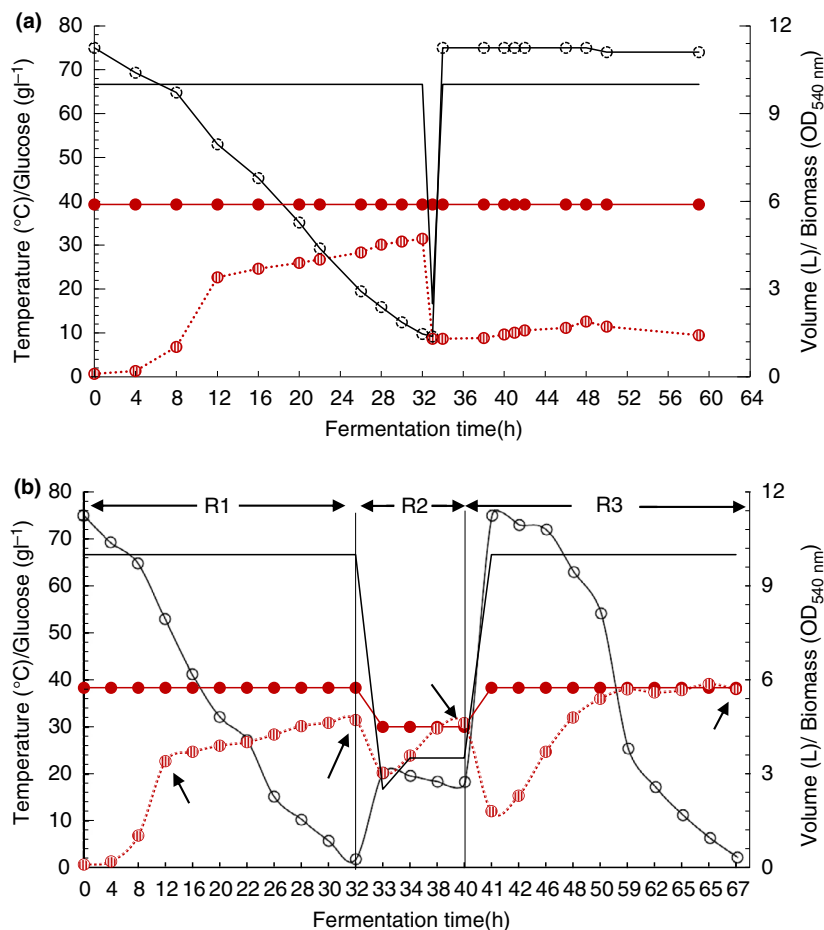 (a)
80
70
60
50
40
30
20
10
0
Temperature (°C)/Glucose (gl⁻¹)
12
9
6
3
0
Volume (L)/ Biomass (OD₅₄₀ ₙₘ)
0 4 8 12 16 20 24 28 32 36 40 44 48 52 56 60 64
Fermentation time(h)
(b)
R1 R2 R3
80
70
60
50
40
30
20
10
0
Temperature (°C)/Glucose (gl⁻¹)
12
9
6
3
0
Volume (L)/ Biomass (OD₅₄₀ ₙₘ)
0 4 8 12 16 20 22 26 28 30 32 33 34 38 40 41 42 46 48 50 59 62 65 65 67
Fermentation time(h)